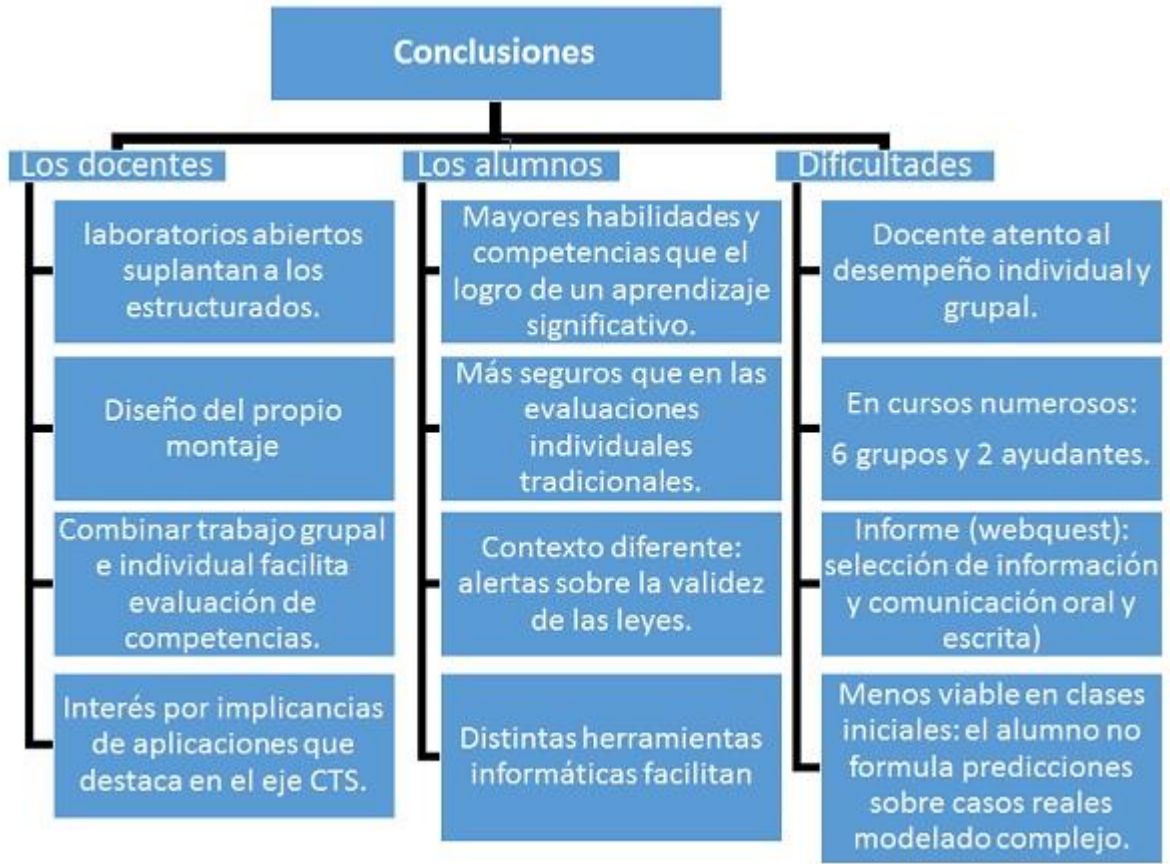 Conclusiones
Los docentes
laboratorios abiertos
suplantan a los
estructurados.
Diseño del propio
montaje
Combinar trabajo grupal
e individual facilita
evaluación de
competencias.
Interés por implicancias
de aplicaciones que
destaca en el eje CTS.
Los alumnos
Mayores habilidades y
competencias que el
logro de un aprendizaje
significativo.
Más seguros que en las
evaluaciones
individuales
tradicionales.
Contexto diferente:
alertas sobre la validez
de las leyes.
Distintas herramientas
informáticas facilitan
Dificultades
Docente atento al
desempeño individual y
grupal.
En cursos numerosos:
6 grupos y 2 ayudantes.
Informe (webquest):
selección de información
y comunicación oral y
escrita)
Menos viable en clases
iniciales: el alumno no
formula predicciones
sobre casos reales
modelado complejo.